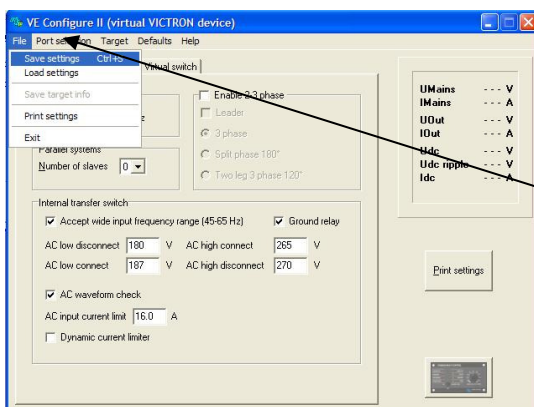 VE Configure II (virtual VICTRON device)
File Port selection Target Defaults Help
Save settings Ctrl+S
Load settings
Save target info
Print settings
Exit
Virtual switch
Enable 2-3 phase
Leader
3 phase
Split phase 180°
Two leg 3 phase 120°
Parallel systems
Number of slaves 0
Internal transfer switch
Accept wide input frequency range (45-65 Hz) Ground relay
AC low disconnect 180 V AC high connect 265 V
AC low connect 187 V AC high disconnect 270 V
AC waveform check
AC input current limit 16.0 A
Dynamic current limiter
UMains --- V
IMains --- A
UOut --- V
IOut --- A
Udc --- V
Udc ripple --- V
Idc --- A
Print settings